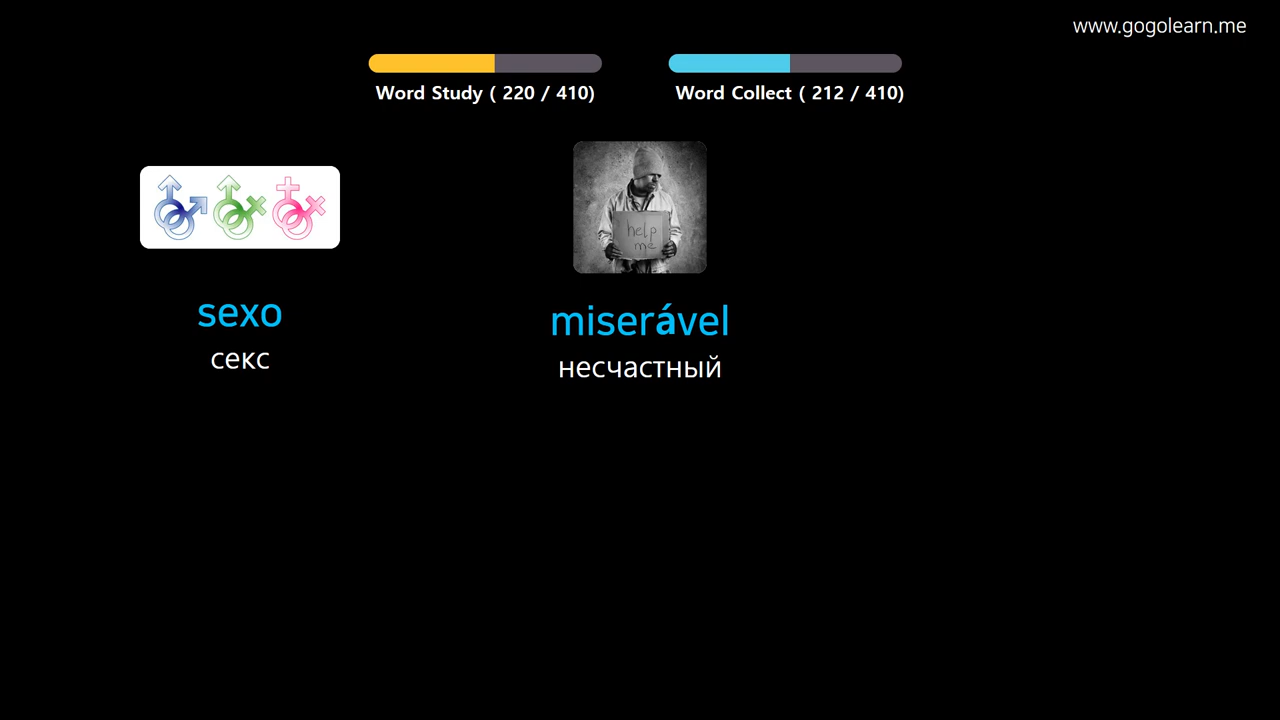 www.gogolearn.me
Word Study ( 220 / 410)
Word Collect ( 212 / 410)
help
me
sexo
секс
miserável
несчастный